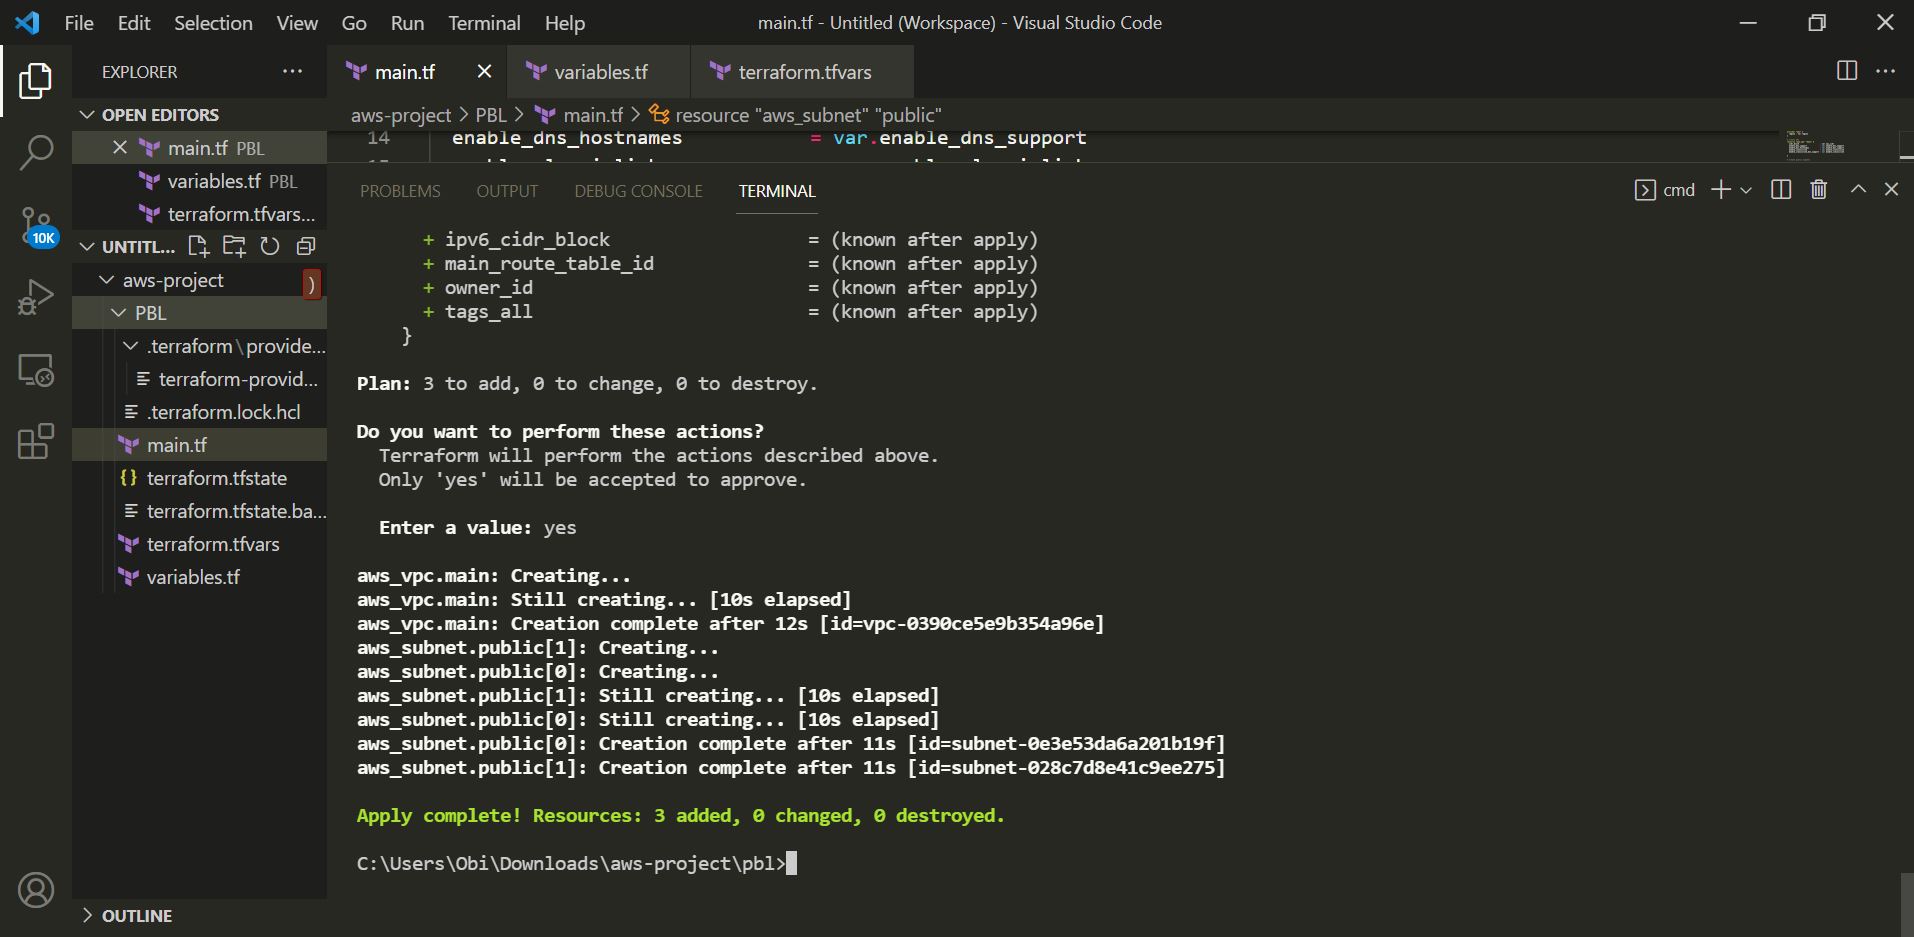 File Edit Selection View Go Run Terminal Help main.tf - Untitled (Workspace) - Visual Studio Code
EXPLORER ···
main.tf variables.tf terraform.tfvars ···
OPEN EDITORS
aws-project > PBL > main.tf > resource "aws_subnet" "public"
main.tf PBL
variables.tf PBL
terraform.tfvars...
10K
UNTITL...
aws-project )
PBL
.terraform\provide...
terraform-provid...
.terraform.lock.hcl
main.tf
terraform.tfstate
terraform.tfstate.ba...
terraform.tfvars
variables.tf
OUTLINE
14 enable_dns_hostnames = var.enable_dns_support
PROBLEMS OUTPUT DEBUG CONSOLE TERMINAL cmd
+ ipv6_cidr_block = (known after apply)
+ main_route_table_id = (known after apply)
+ owner_id = (known after apply)
+ tags_all = (known after apply)
}
Plan: 3 to add, 0 to change, 0 to destroy.
Do you want to perform these actions?
Terraform will perform the actions described above.
Only 'yes' will be accepted to approve.
Enter a value: yes
aws_vpc.main: Creating...
aws_vpc.main: Still creating... [10s elapsed]
aws_vpc.main: Creation complete after 12s [id=vpc-0390ce5e9b354a96e]
aws_subnet.public[1]: Creating...
aws_subnet.public[0]: Creating...
aws_subnet.public[1]: Still creating... [10s elapsed]
aws_subnet.public[0]: Still creating... [10s elapsed]
aws_subnet.public[0]: Creation complete after 11s [id=subnet-0e3e53da6a201b19f]
aws_subnet.public[1]: Creation complete after 11s [id=subnet-028c7d8e41c9ee275]
Apply complete! Resources: 3 added, 0 changed, 0 destroyed.
C:\Users\Obi\Downloads\aws-project\pbl>